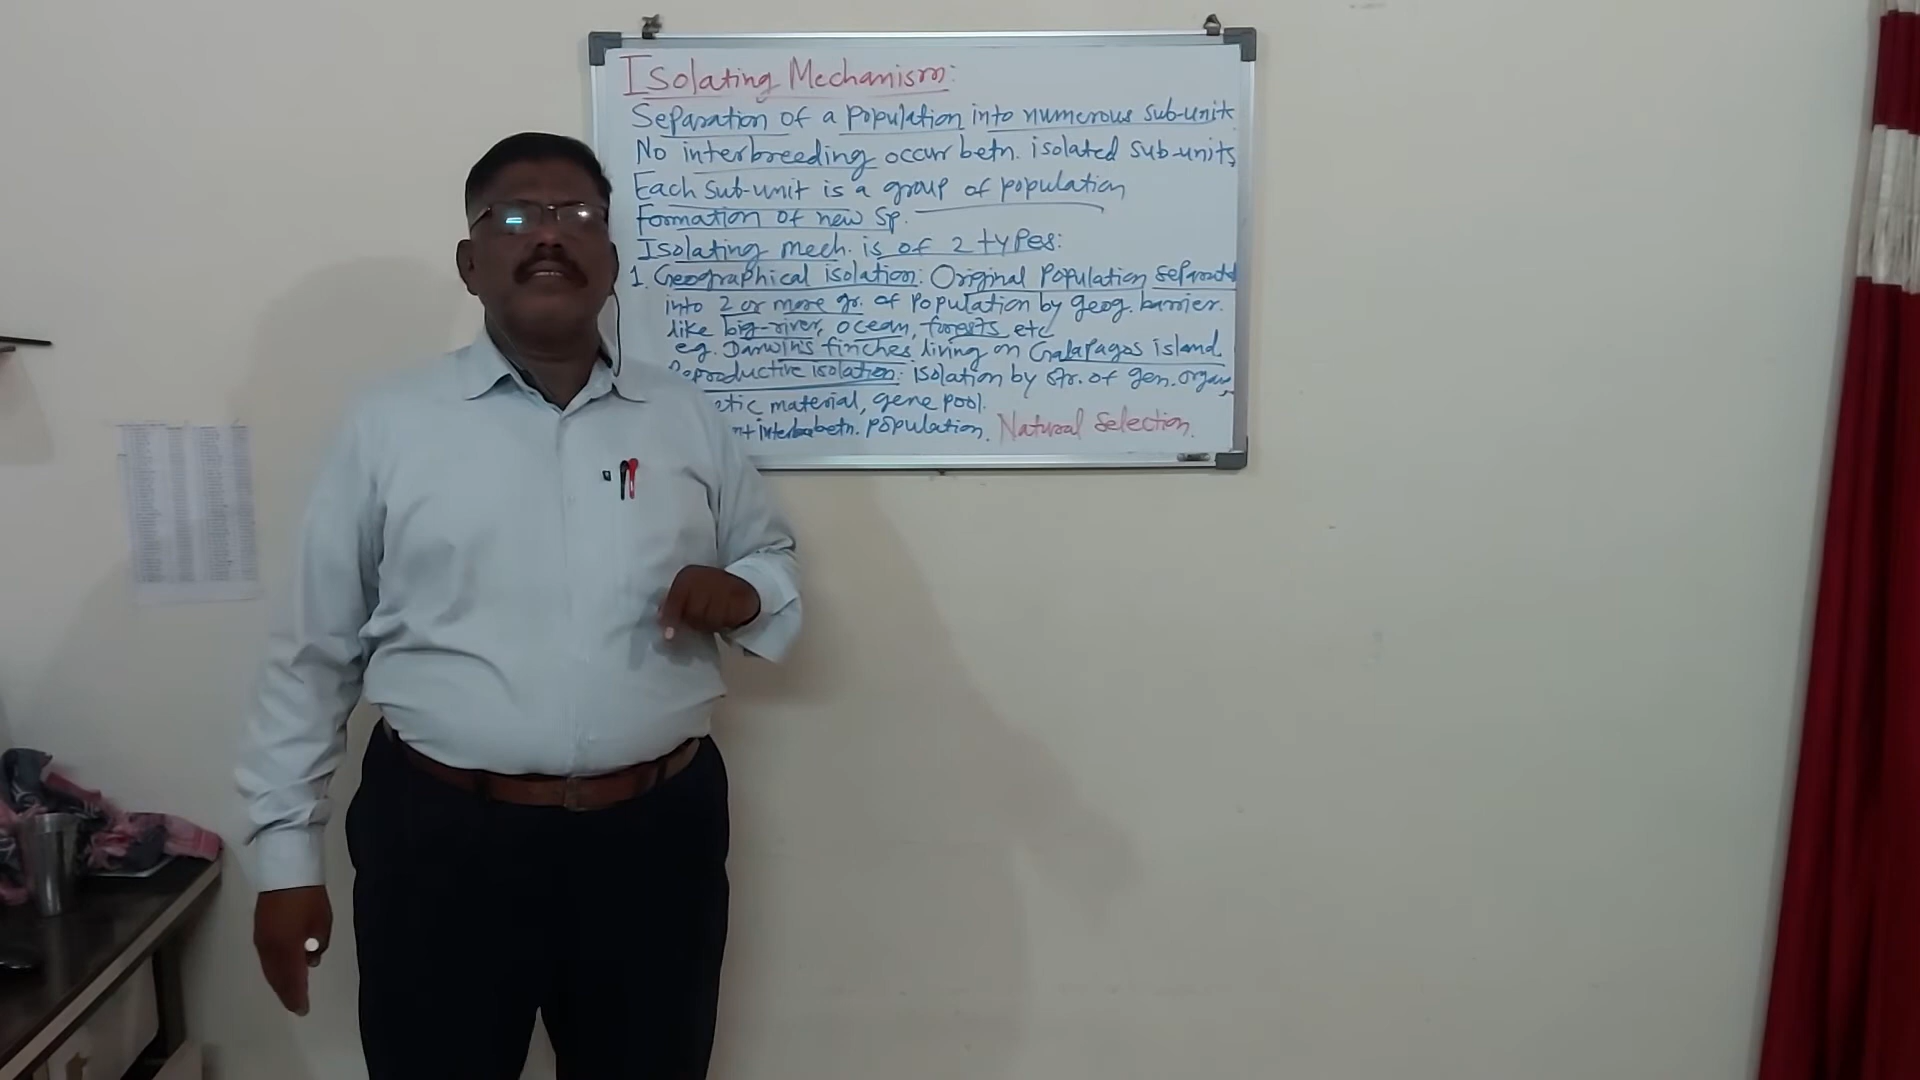 Isolating Mechanism:
Separation of a population into numerous sub-unit
No interbreeding occur betn. isolated sub-units
Each sub-unit is a group of population
Formation of new Sp.
Isolating mech. is of 2 types:
1. Geographical isolation: Original Population separated
into 2 or more gr. of population by geog. barrier.
like big-river, ocean, forests etc
eg. Darwin's finches living on Galapagos island
Reproductive isolation: isolation by str. of gen. organs
etic material, gene pool.
betn. population. Natural Selection.